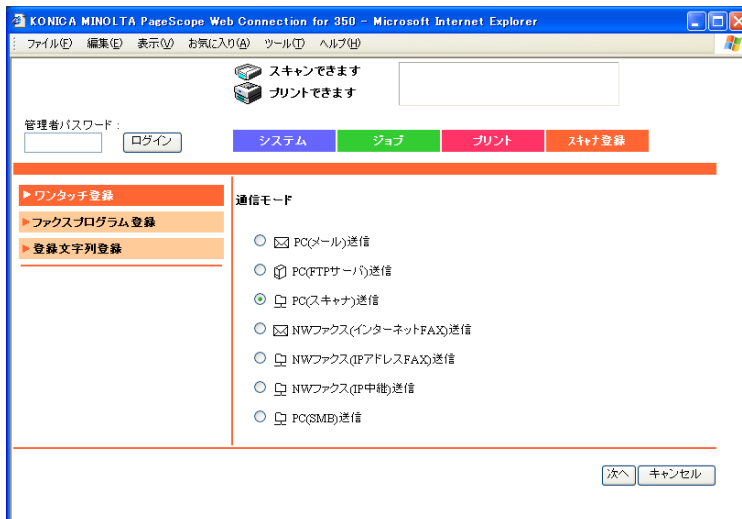 KONICA MINOLTA PageScope Web Connection for 350 - Microsoft Internet Explorer
ファイル(F) 編集(E) 表示(V) お気に入り(A) ツール(T) ヘルプ(H)
スキャンできます
プリントできます
管理者パスワード :
ログイン
システム ジョブ プリント スキャナ登録
ワンタッチ登録
ファクスプログラム登録
登録文字列登録
通信モード
PC(メール)送信
PC(FTPサーバ)送信
PC(スキャナ)送信
NWファクス(インターネットFAX)送信
NWファクス(IPアドレスFAX)送信
NWファクス(IP中継)送信
PC(SMB)送信
次へ キャンセル